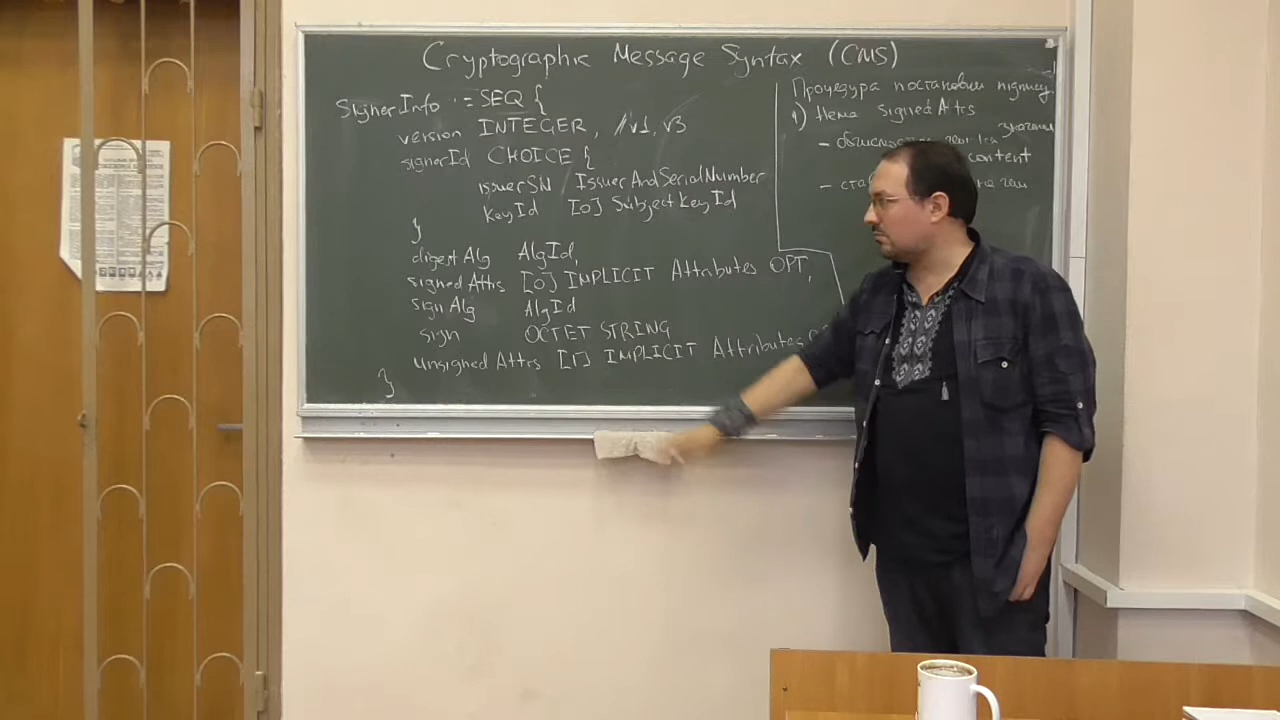 Cryptographic Message Syntax (CMS)
SignerInfo ::= SEQ {
version INTEGER, // v1, v3
signerId CHOICE {
issuerSN IssuerAndSerialNumber
keyId [0] SubjectKeyId
}
digestAlg AlgId,
signedAttrs [0] IMPLICIT Attributes OPT,
signAlg AlgId
sign OCTET STRING
unsignedAttrs [1] IMPLICIT Attributes
}
Процедура постановки підпису
1) Нема signedAttrs
- значення
content
-